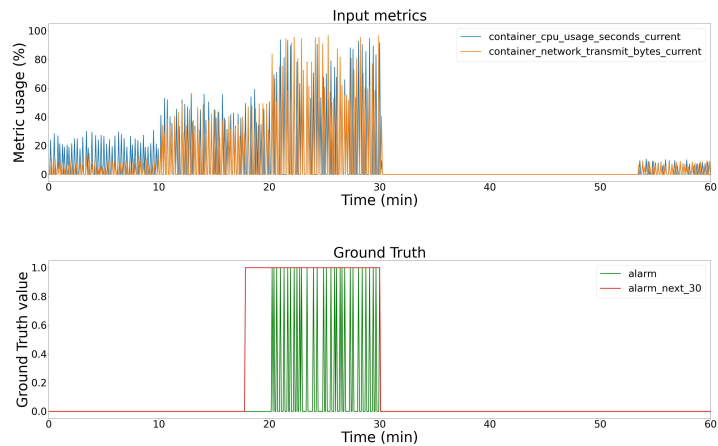 Input metrics
Metric usage (%)
100
80
60
40
20
0
container_cpu_usage_seconds_current
container_network_transmit_bytes_current
0 10 20 30 40 50 60
Time (min)
Ground Truth
Ground Truth value
1.0
0.8
0.6
0.4
0.2
0.0
alarm
alarm_next_30
0 10 20 30 40 50 60
Time (min)